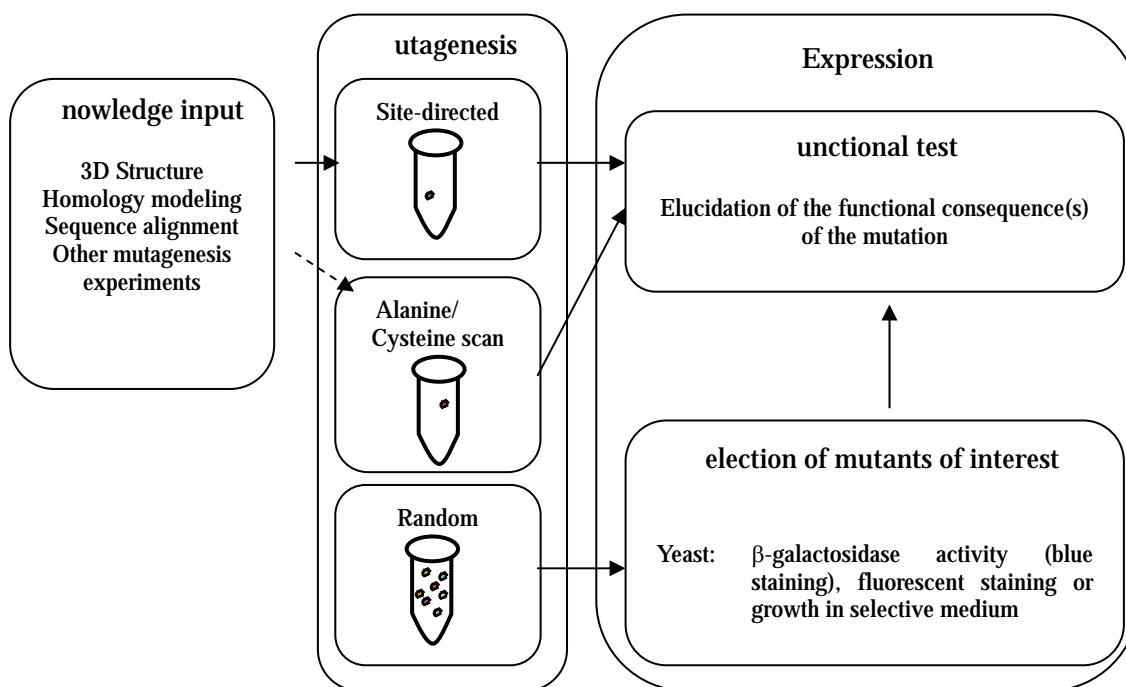 nowledge input
3D Structure
Homology modeling
Sequence alignment
Other mutagenesis
experiments
utagenesis
Site-directed
Alanine/
Cysteine scan
Random
Expression
unctional test
Elucidation of the functional consequence(s)
of the mutation
election of mutants of interest
Yeast: β-galactosidase activity (blue
staining), fluorescent staining or
growth in selective medium